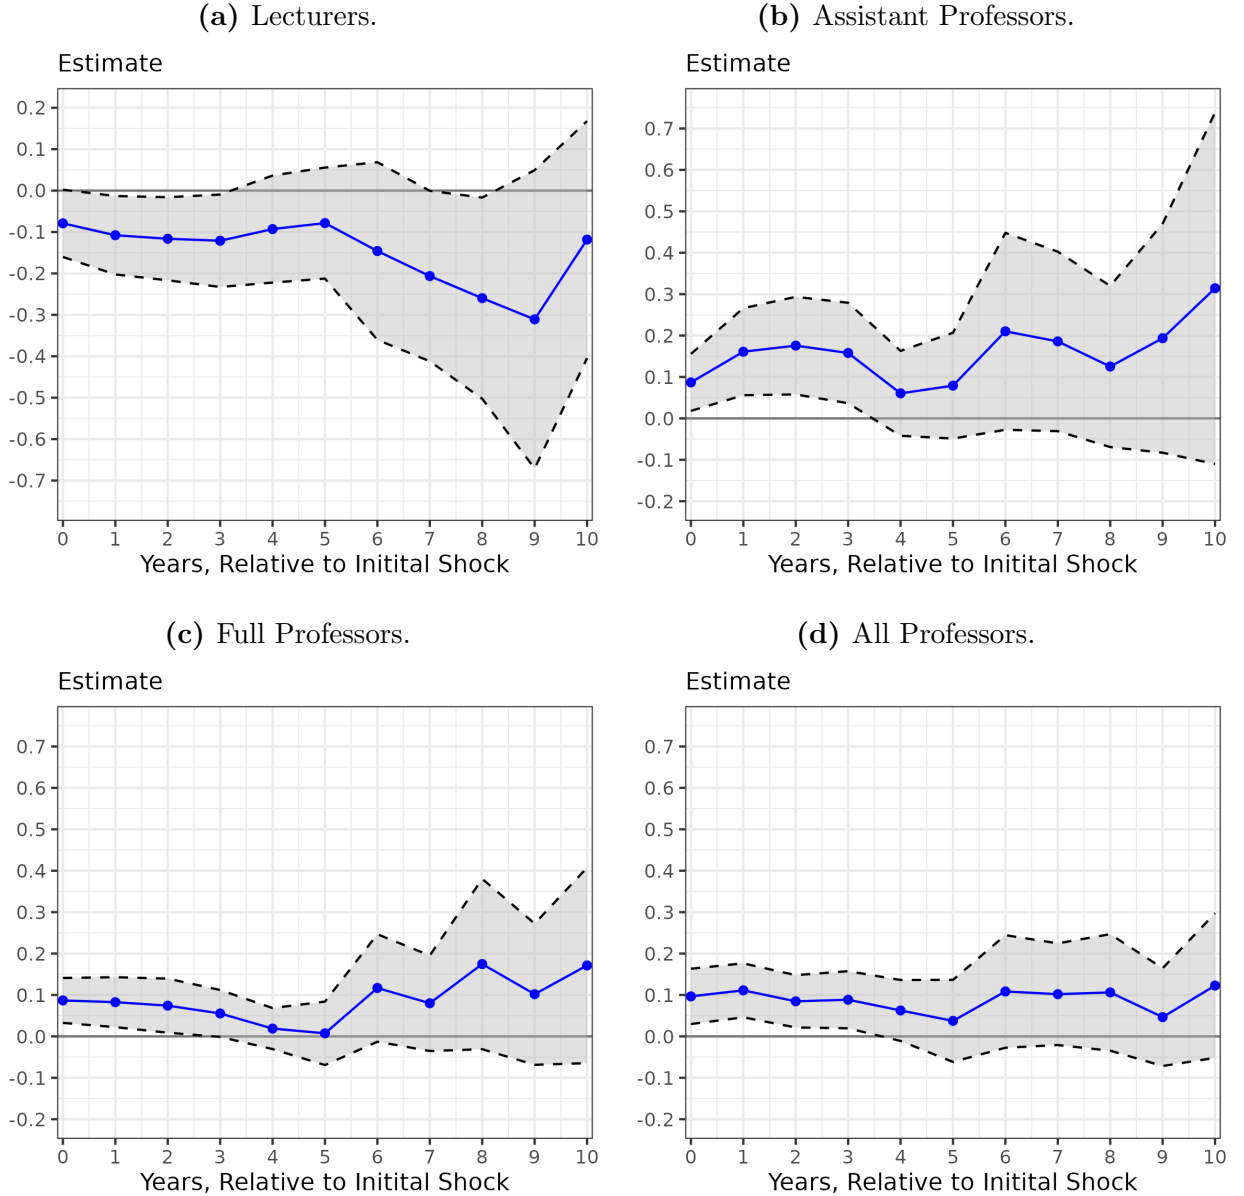 (a) Lecturers.
Estimate
0.2
0.1
0.0
-0.1
-0.2
-0.3
-0.4
-0.5
-0.6
-0.7
0 1 2 3 4 5 6 7 8 9 10
Years, Relative to Initital Shock
(b) Assistant Professors.
Estimate
0.7
0.6
0.5
0.4
0.3
0.2
0.1
0.0
-0.1
-0.2
0 1 2 3 4 5 6 7 8 9 10
Years, Relative to Initital Shock
(c) Full Professors.
Estimate
0.7
0.6
0.5
0.4
0.3
0.2
0.1
0.0
-0.1
-0.2
0 1 2 3 4 5 6 7 8 9 10
Years, Relative to Initital Shock
(d) All Professors.
Estimate
0.7
0.6
0.5
0.4
0.3
0.2
0.1
0.0
-0.1
-0.2
0 1 2 3 4 5 6 7 8 9 10
Years, Relative to Initital Shock